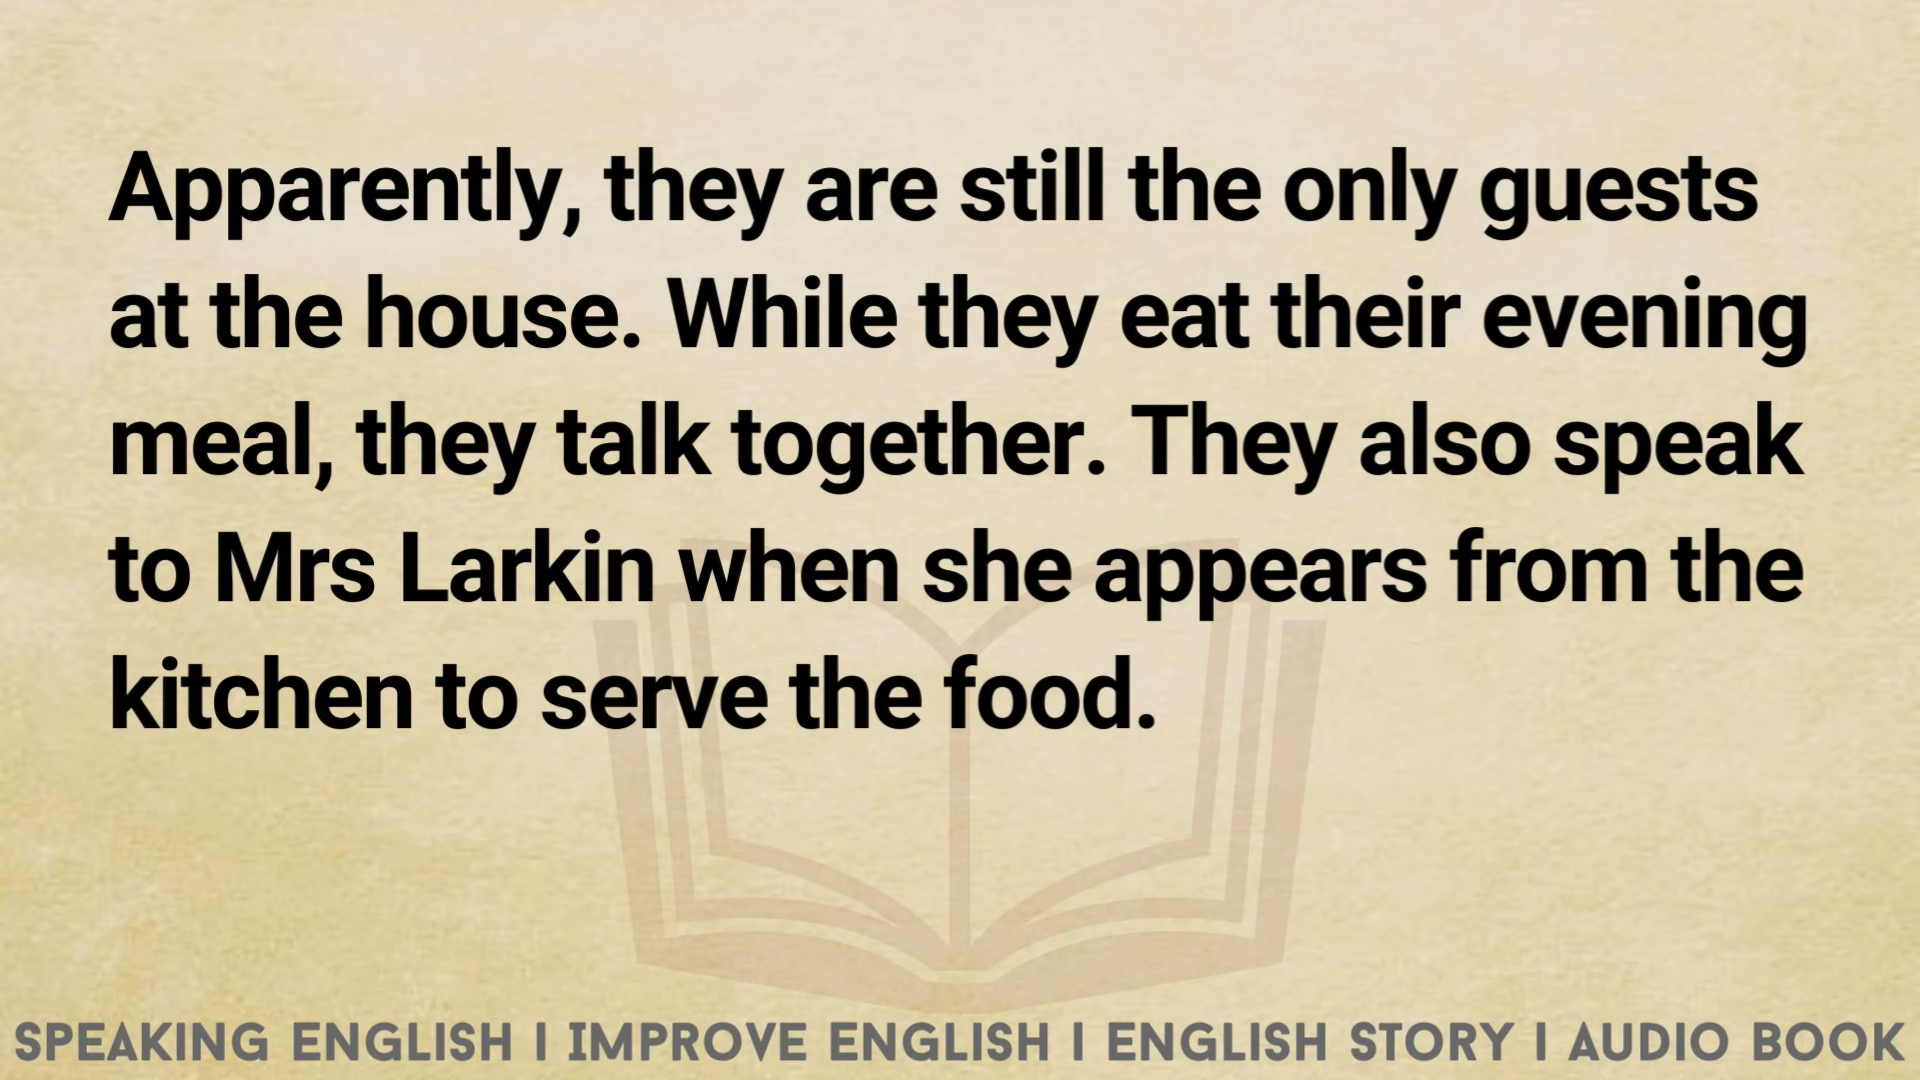 Apparently, they are still the only guests
at the house. While they eat their evening
meal, they talk together. They also speak
to Mrs Larkin when she appears from the
kitchen to serve the food.
SPEAKING ENGLISH | IMPROVE ENGLISH | ENGLISH STORY | AUDIO BOOK